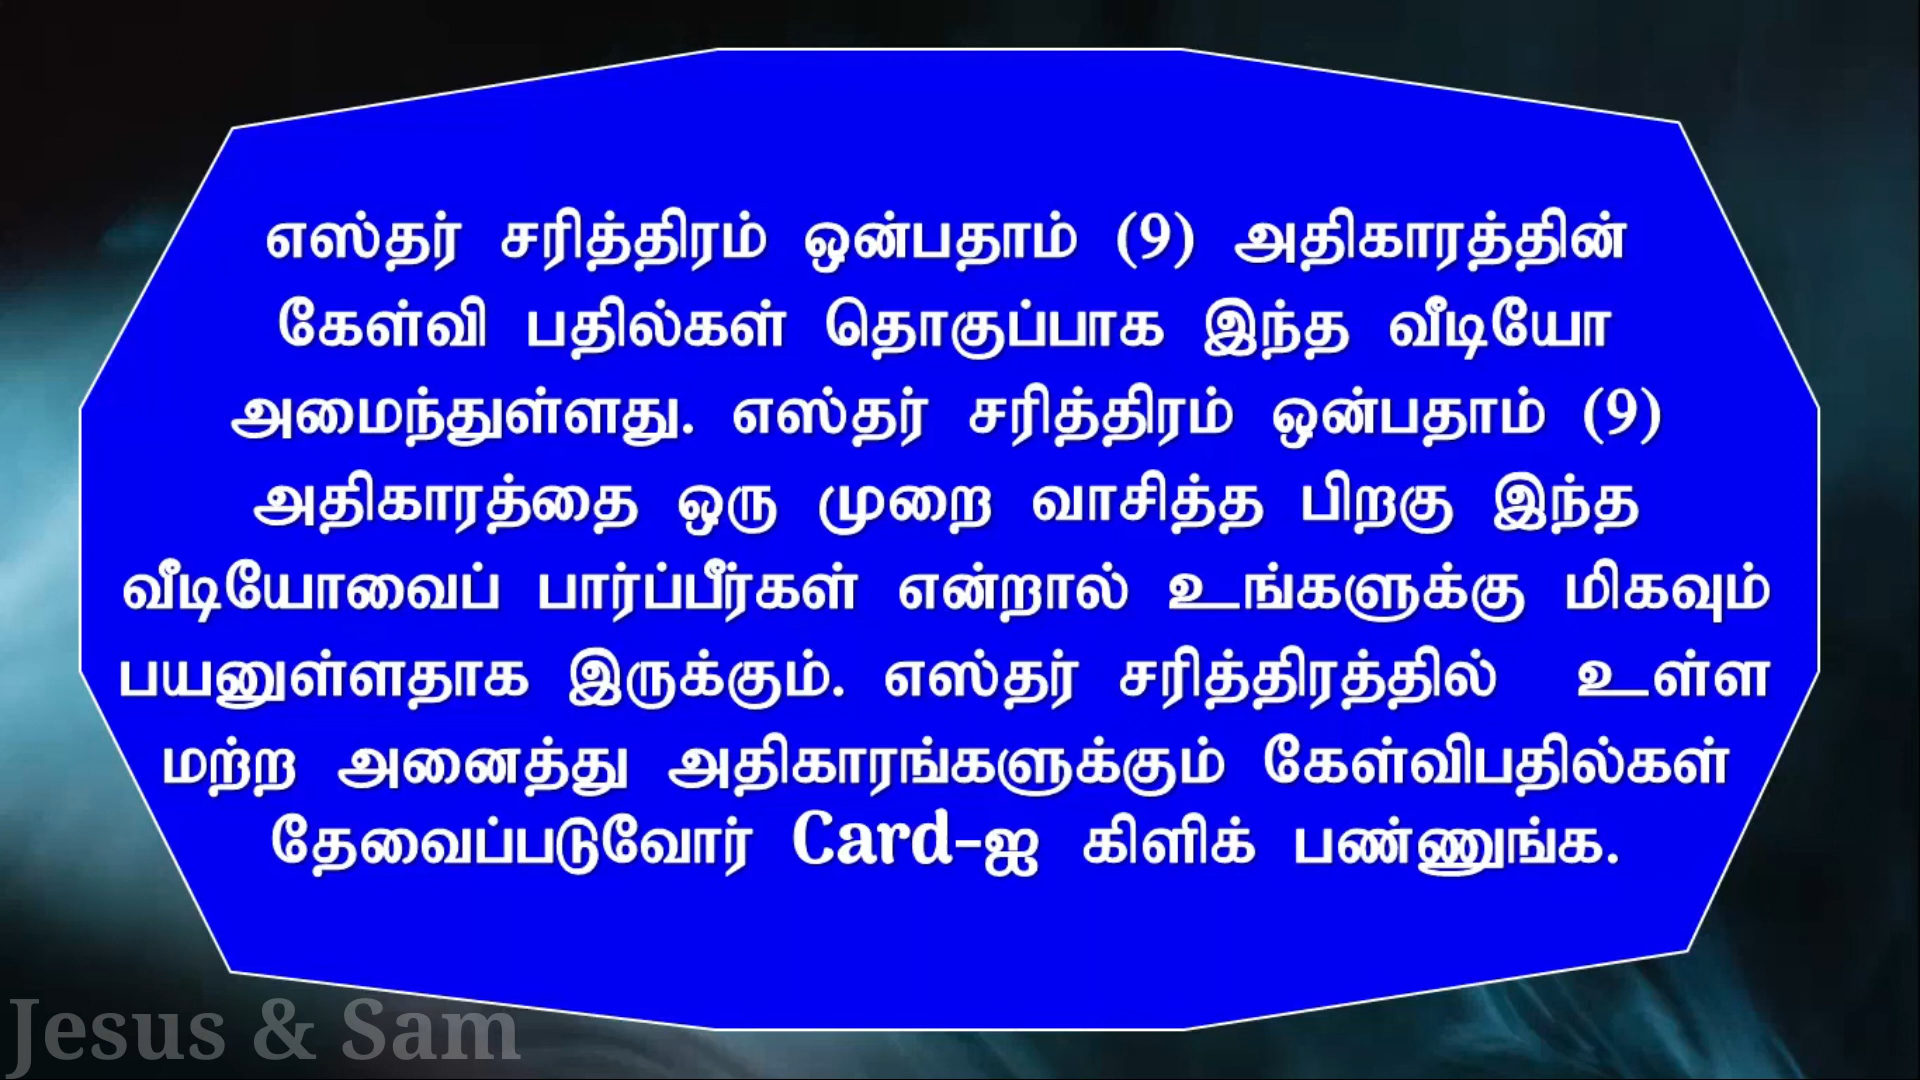 எஸ்தர் சரித்திரம் ஒன்பதாம் (9) அதிகாரத்தின்
கேள்வி பதில்கள் தொகுப்பாக இந்த வீடியோ
அமைந்துள்ளது. எஸ்தர் சரித்திரம் ஒன்பதாம் (9)
அதிகாரத்தை ஒரு முறை வாசித்த பிறகு இந்த
வீடியோவைப் பார்ப்பீர்கள் என்றால் உங்களுக்கு மிகவும்
பயனுள்ளதாக இருக்கும். எஸ்தர் சரித்திரத்தில் உள்ள
மற்ற அனைத்து அதிகாரங்களுக்கும் கேள்விபதில்கள்
தேவைப்படுவோர் Card-ஐ கிளிக் பண்ணுங்க.
Jesus & Sam